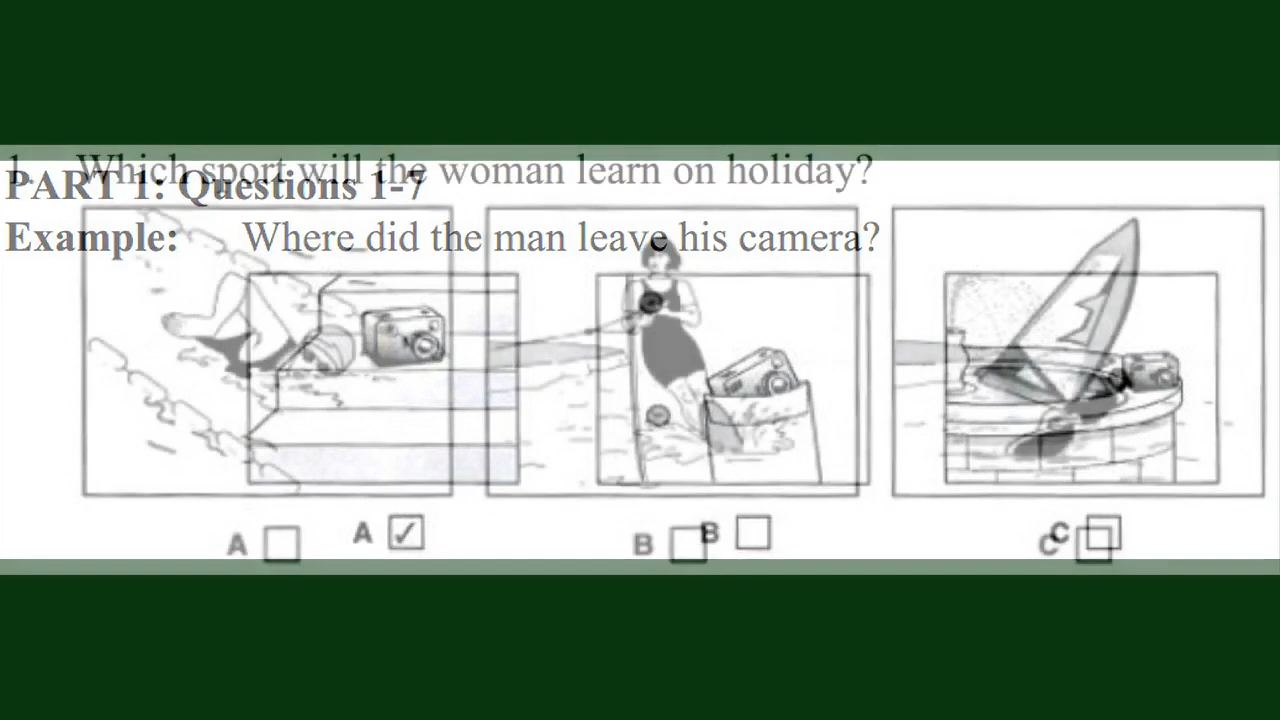 1. Which sport will the woman learn on holiday?
PART 1: Questions 1-7
Example: Where did the man leave his camera?
A A ✓ B B C C